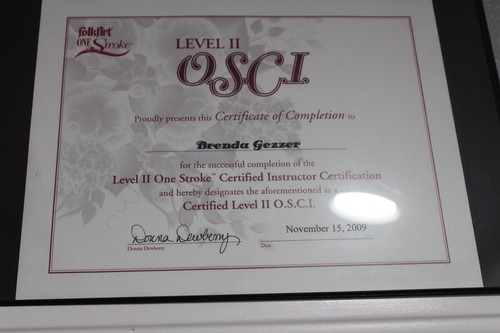 FolkArt
ONE
Stroke
LEVEL II
O.S.C.I.
Proudly presents this Certificate of Completion to
Brenda Gezzer
for the successful completion of the
Level II One Stroke™ Certified Instructor Certification
and hereby designates the aforementioned as a
Certified Level II O.S.C.I.
Donna Dewberry
November 15, 2009
Donna Dewberry
Date